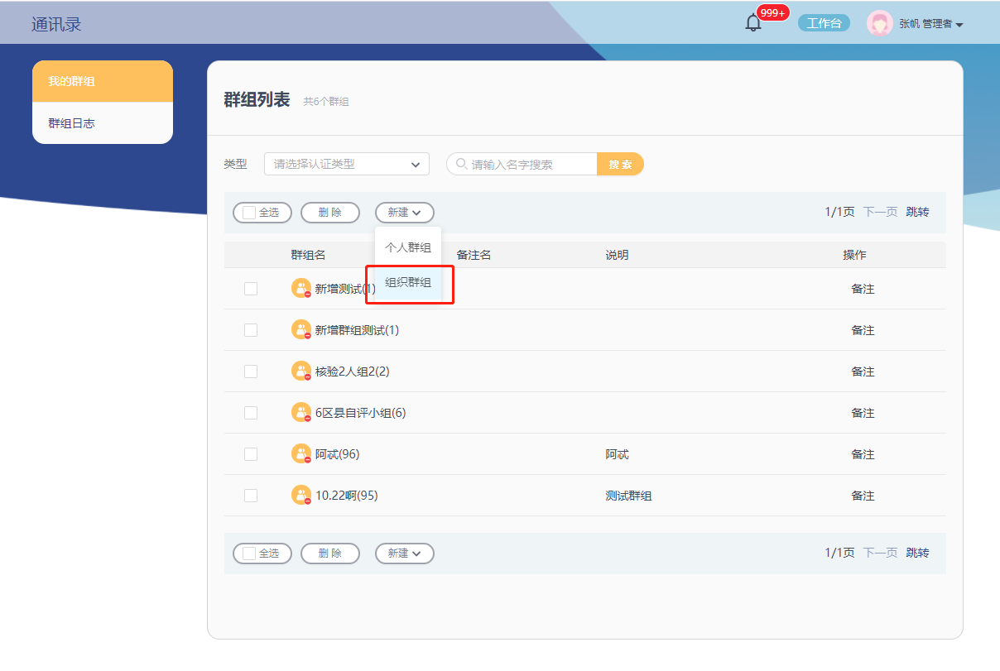 通讯录
999+
工作台
张帆 管理者
我的群组
群组日志
群组列表 共6个群组
类型 请选择认证类型 请输入名字搜索 搜 索
全选 删 除 新建 1/1页 下一页 跳转
个人群组
组织群组
群组名 备注名 说明 操作
新增测试(1) 备注
新增群组测试(1) 备注
核验2人组2(2) 备注
6区县自评小组(6) 备注
阿忒(96) 阿忒 备注
10.22啊(95) 测试群组 备注
全选 删 除 新建 1/1页 下一页 跳转